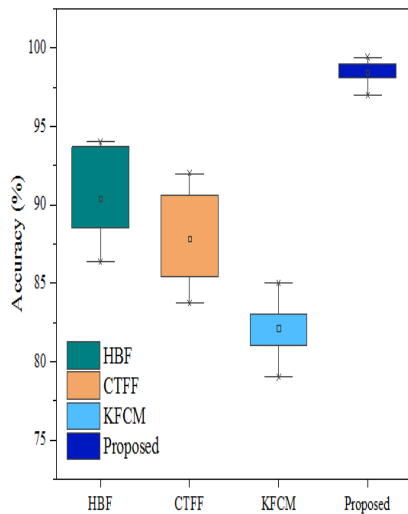 Accuracy (%)
100
95
90
85
80
75
HBF
CTFF
KFCM
Proposed
HBF CTFF KFCM Proposed